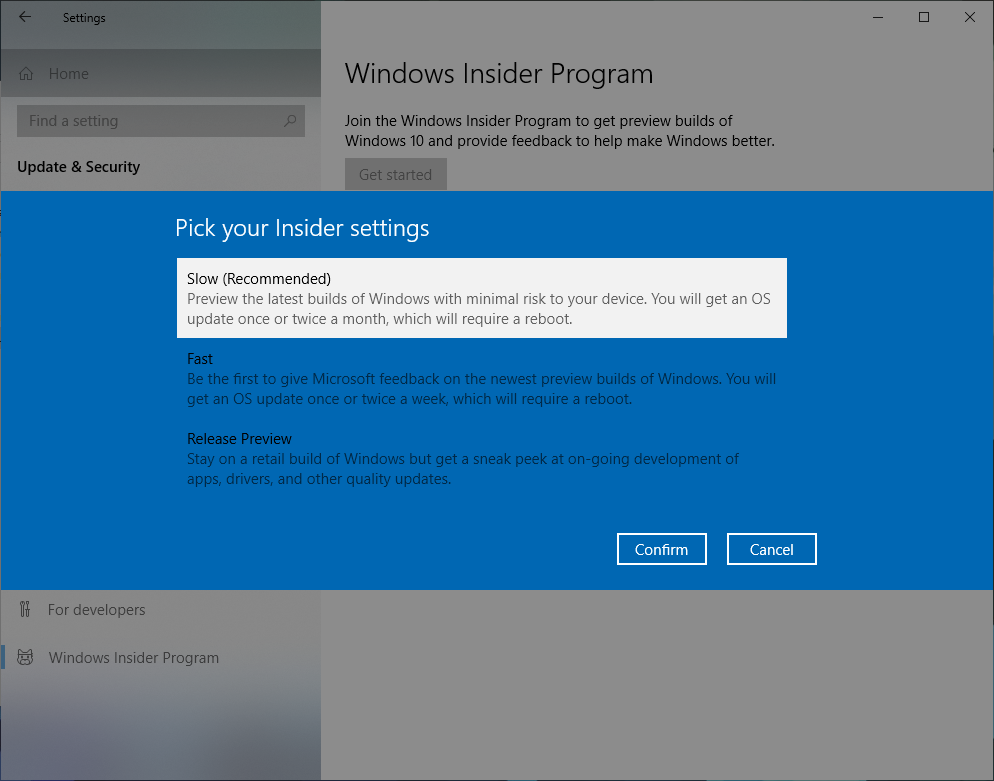 Settings
Home
Find a setting
Update & Security
Windows Insider Program
Join the Windows Insider Program to get preview builds of
Windows 10 and provide feedback to help make Windows better.
Get started
Pick your Insider settings
Slow (Recommended)
Preview the latest builds of Windows with minimal risk to your device. You will get an OS
update once or twice a month, which will require a reboot.
Fast
Be the first to give Microsoft feedback on the newest preview builds of Windows. You will
get an OS update once or twice a week, which will require a reboot.
Release Preview
Stay on a retail build of Windows but get a sneak peek at on-going development of
apps, drivers, and other quality updates.
Confirm
Cancel
For developers
Windows Insider Program